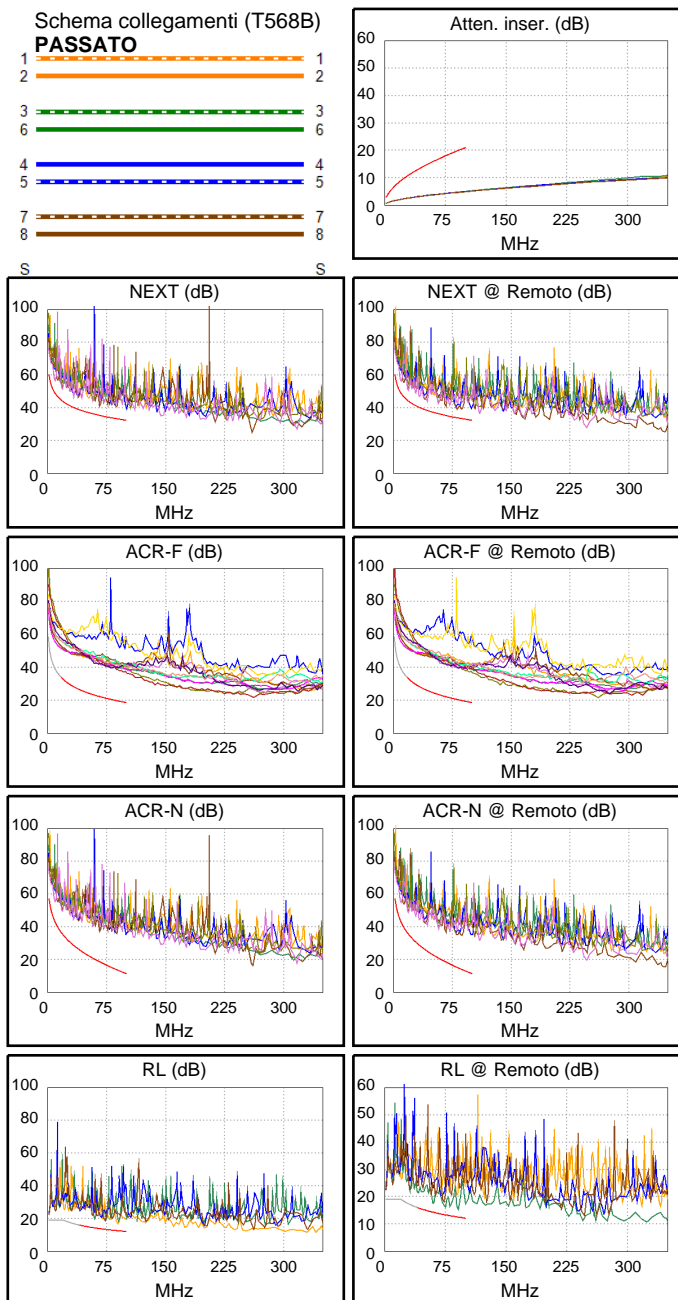 Schema collegamenti (T568B)
PASSATO
1 1
2 2
3 3
6 6
4 4
5 5
7 7
8 8
S S
Atten. inser. (dB)
60
50
40
30
20
10
0
0 75 150 225 300
MHz
NEXT (dB)
100
80
60
40
20
0
0 75 150 225 300
MHz
NEXT @ Remoto (dB)
100
80
60
40
20
0
0 75 150 225 300
MHz
ACR-F (dB)
100
80
60
40
20
0
0 75 150 225 300
MHz
ACR-F @ Remoto (dB)
100
80
60
40
20
0
0 75 150 225 300
MHz
ACR-N (dB)
100
80
60
40
20
0
0 75 150 225 300
MHz
ACR-N @ Remoto (dB)
100
80
60
40
20
0
0 75 150 225 300
MHz
RL (dB)
100
80
60
40
20
0
0 75 150 225 300
MHz
RL @ Remoto (dB)
60
50
40
30
20
10
0
0 75 150 225 300
MHz